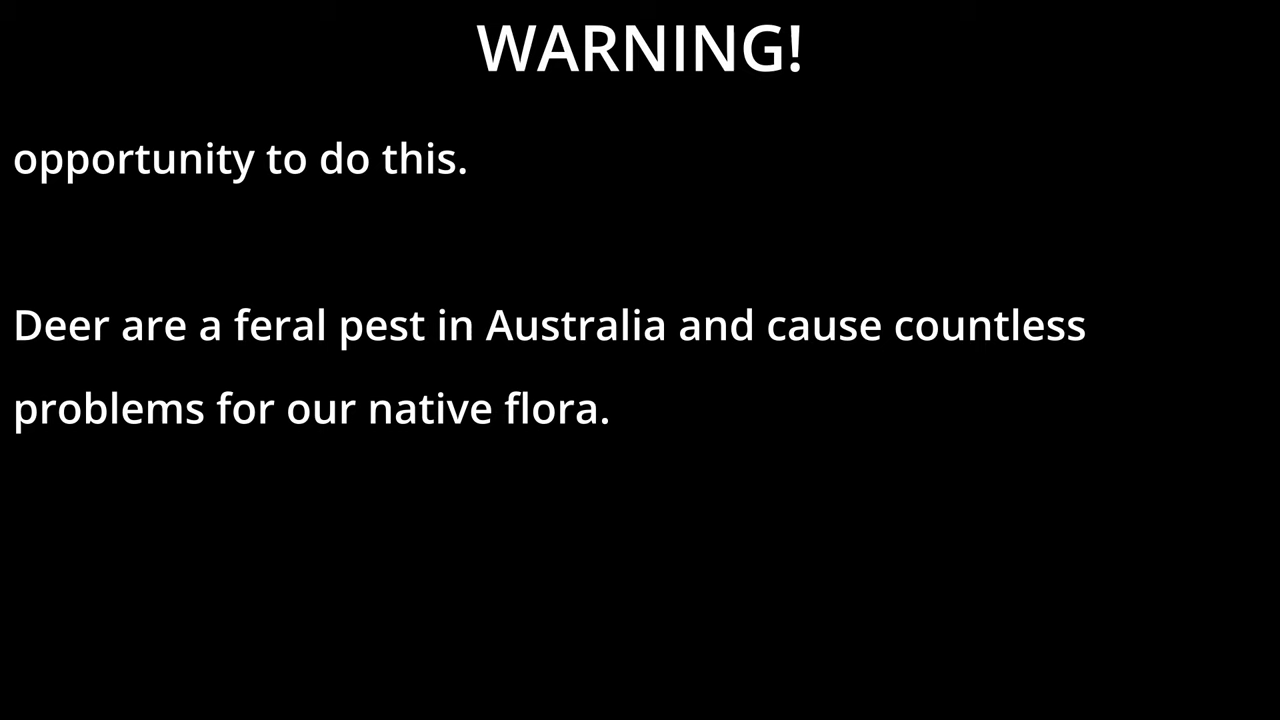 WARNING!
opportunity to do this.
Deer are a feral pest in Australia and cause countless
problems for our native flora.